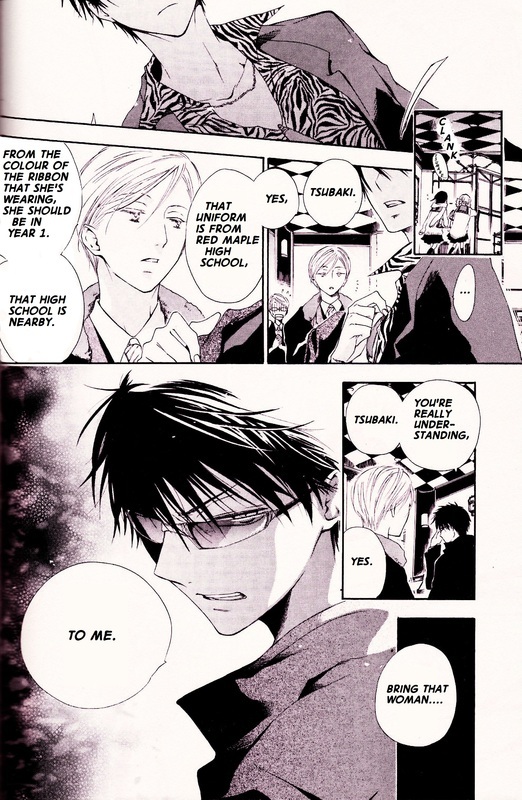 CLANK
...
TSUBAKI.
YES,
THAT
UNIFORM
IS FROM
RED MAPLE
HIGH
SCHOOL,
FROM THE
COLOUR OF
THE RIBBON
THAT SHE'S
WEARING,
SHE SHOULD
BE IN
YEAR 1.
THAT HIGH
SCHOOL IS
NEARBY.
YOU'RE
REALLY
UNDER-
STANDING,
TSUBAKI.
YES.
BRING THAT
WOMAN....
TO ME.